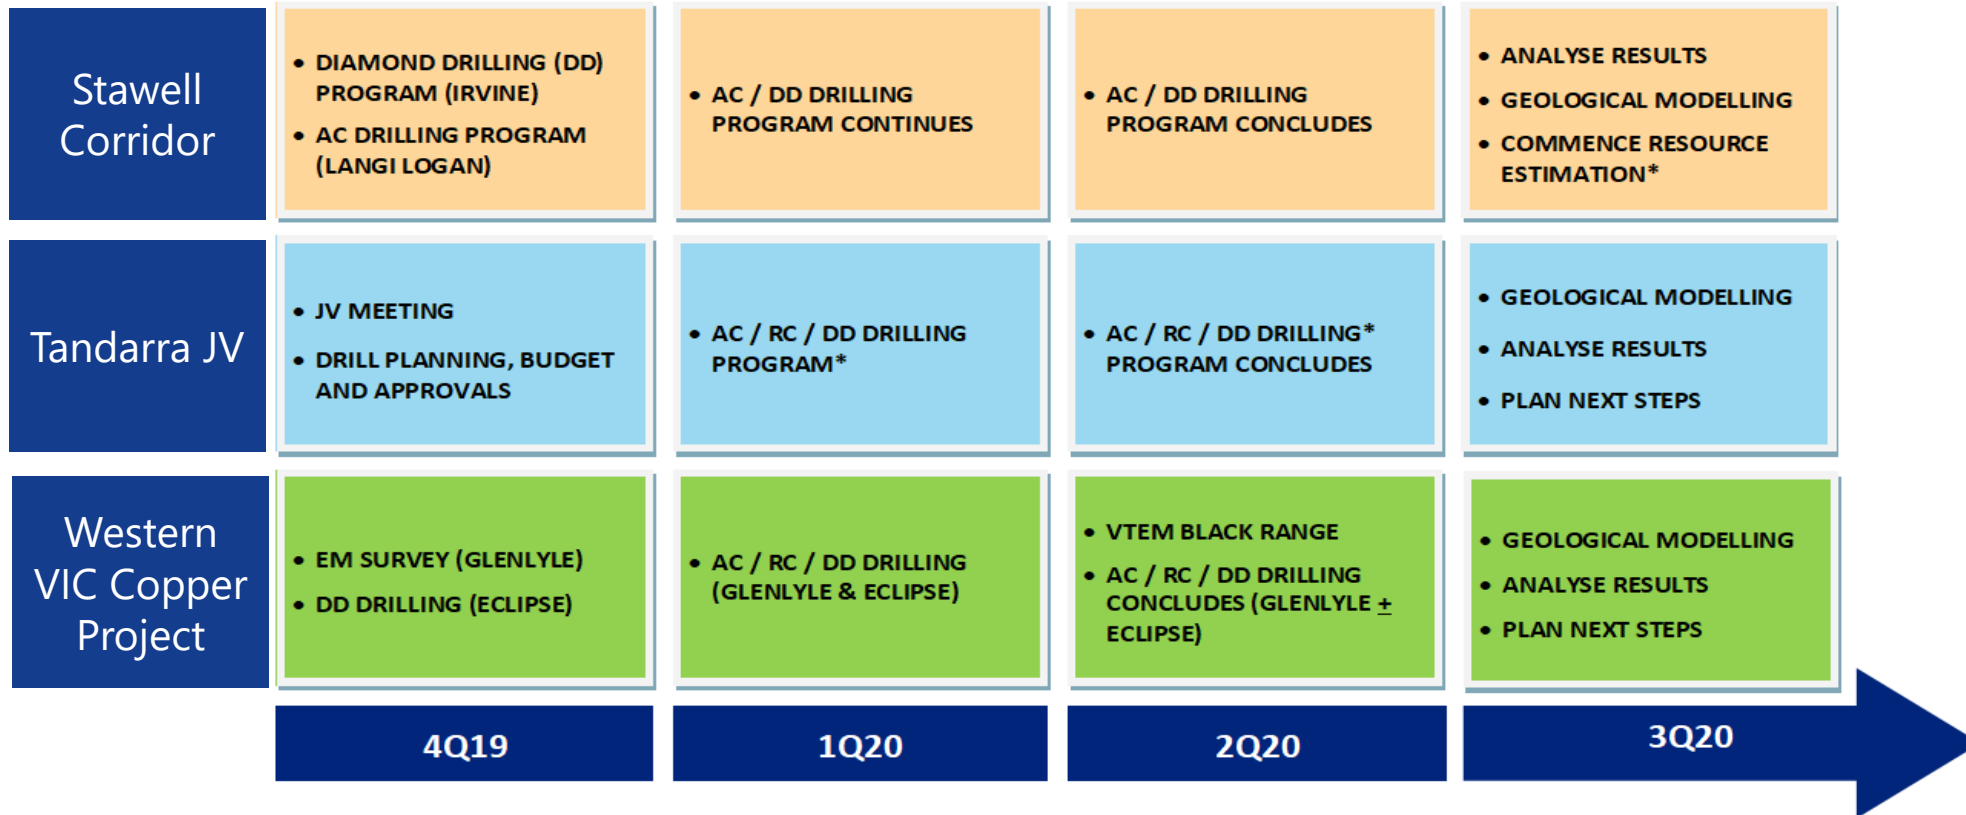 Stawell
Corridor
• DIAMOND DRILLING (DD)
PROGRAM (IRVINE)
• AC DRILLING PROGRAM
(LANGI LOGAN)
• AC / DD DRILLING
PROGRAM CONTINUES
• AC / DD DRILLING
PROGRAM CONCLUDES
• ANALYSE RESULTS
• GEOLOGICAL MODELLING
• COMMENCE RESOURCE
ESTIMATION*
Tandarra JV
• JV MEETING
• DRILL PLANNING, BUDGET
AND APPROVALS
• AC / RC / DD DRILLING
PROGRAM*
• AC / RC / DD DRILLING*
PROGRAM CONCLUDES
• GEOLOGICAL MODELLING
• ANALYSE RESULTS
• PLAN NEXT STEPS
Western
VIC Copper
Project
• EM SURVEY (GLENLYLE)
• DD DRILLING (ECLIPSE)
• AC / RC / DD DRILLING
(GLENLYLE & ECLIPSE)
• VTEM BLACK RANGE
• AC / RC / DD DRILLING
CONCLUDES (GLENLYLE ±
ECLIPSE)
• GEOLOGICAL MODELLING
• ANALYSE RESULTS
• PLAN NEXT STEPS
4Q19
1Q20
2Q20
3Q20